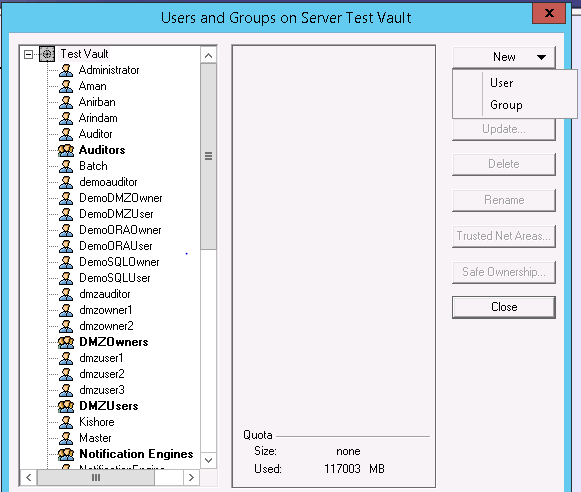 Users and Groups on Server Test Vault
x
Test Vault
Administrator
Aman
Anirban
Arindam
Auditor
Auditors
Batch
demoauditor
DemoDMZOwner
DemoDMZUser
DemoORAOwner
DemoORAUser
DemoSQLOwner
DemoSQLUser
dmzauditor
dmzowner1
dmzowner2
DMZOwners
dmzuser1
dmzuser2
dmzuser3
DMZUsers
Kishore
Master
Notification Engines
NotificationEngine
Quota
Size: none
Used: 117003 MB
New
User
Group
Update...
Delete
Rename
Trusted Net Areas...
Safe Ownership...
Close